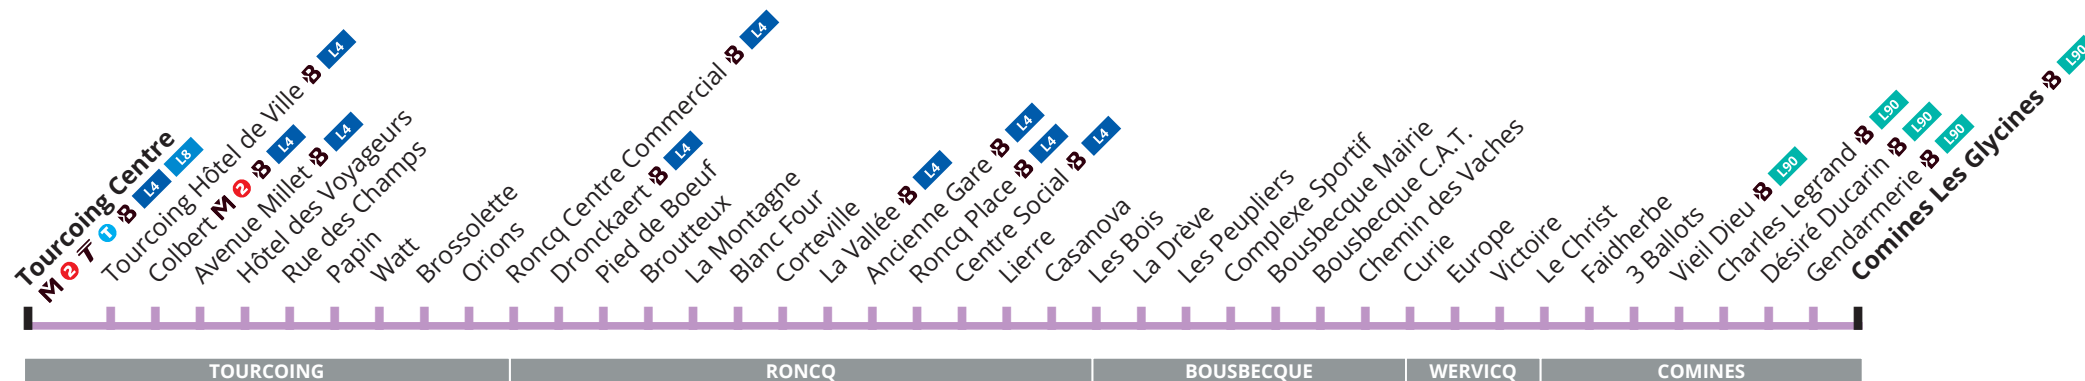 Tourcoing Centre
M 2 T T B L4 L8
Tourcoing Hôtel de Ville B L4
Colbert M 2 B L4
Avenue Millet B L4
Hôtel des Voyageurs
Rue des Champs
Papin
Watt
Brossolette
Orions
Roncq Centre Commercial B L4
Dronckaert B L4
Pied de Boeuf
Broutteux
La Montagne
Blanc Four
Corteville
La Vallée B L4
Ancienne Gare B L4
Roncq Place B L4
Centre Social B L4
Lierre
Casanova
Les Bois
La Drève
Les Peupliers
Complexe Sportif
Bousbecque Mairie
Bousbecque C.A.T.
Chemin des Vaches
Curie
Europe
Victoire
Le Christ
Faidherbe
3 Ballots
Vieil Dieu B L90
Charles Legrand B L90
Désiré Ducarin B L90
Gendarmerie B L90
Comines Les Glycines B L90
TOURCOING
RONCQ
BOUSBECQUE
WERVICQ
COMINES